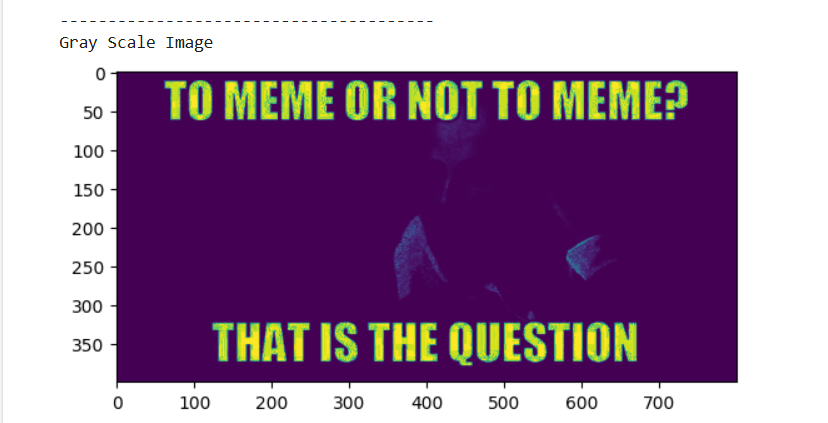 ----------------------------------------
Gray Scale Image
0
TO MEME OR NOT TO MEME?
50
100
150
200
250
300
THAT IS THE QUESTION
350
0 100 200 300 400 500 600 700